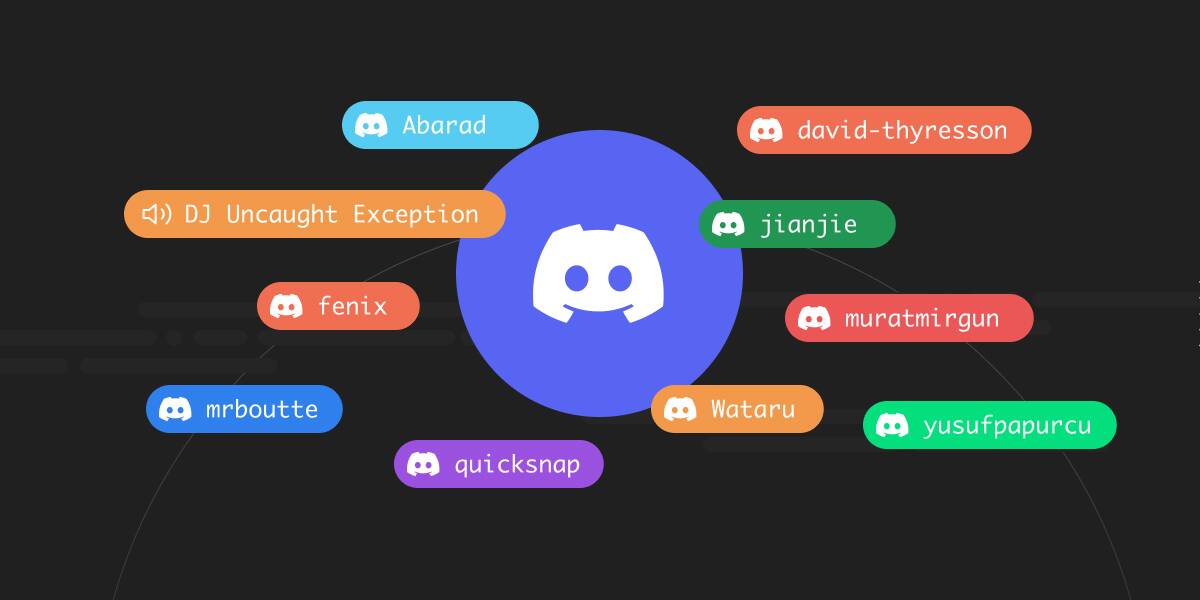 Abarad
david-thyresson
DJ Uncaught Exception
jianjie
fenix
muratmirgun
mrboutte
Wataru
yusufpapurcu
quicksnap